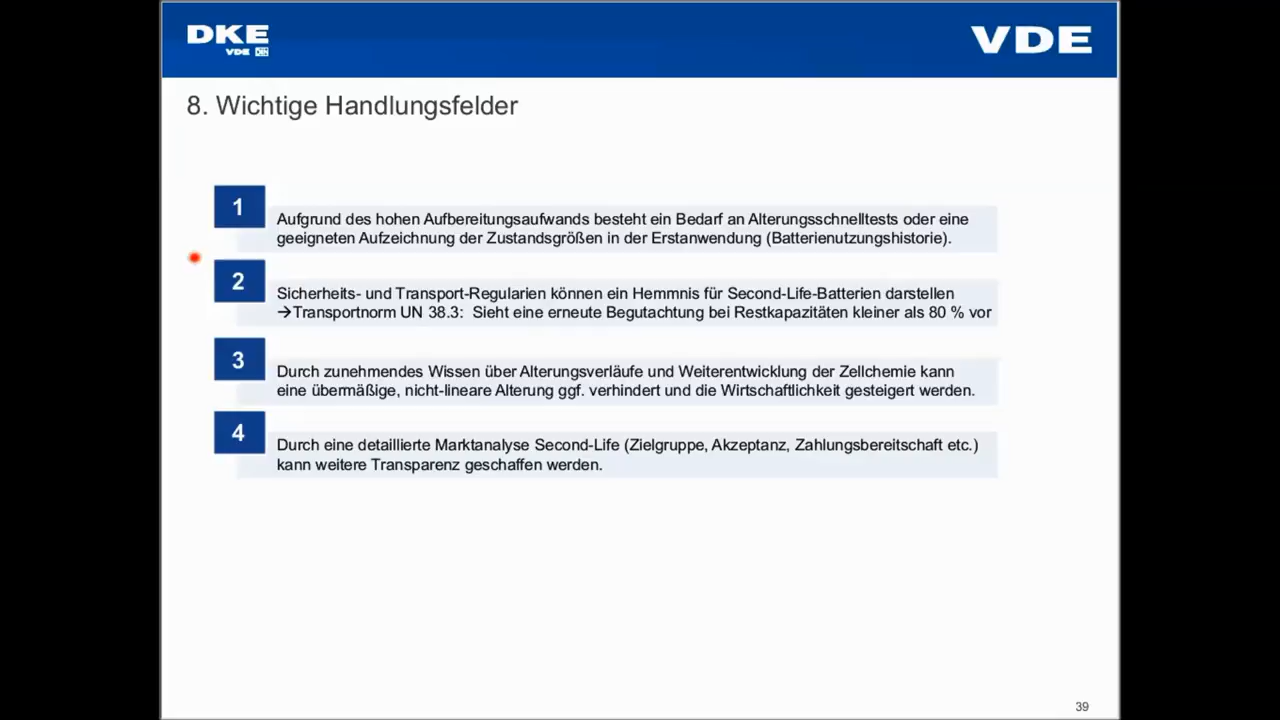 DKE
VDE DIN
VDE
8. Wichtige Handlungsfelder
1
Aufgrund des hohen Aufbereitungsaufwands besteht ein Bedarf an Alterungsschnelltests oder eine
geeigneten Aufzeichnung der Zustandsgrößen in der Erstanwendung (Batterienutzungshistorie).
2
Sicherheits- und Transport-Regularien können ein Hemmnis für Second-Life-Batterien darstellen
→Transportnorm UN 38.3: Sieht eine erneute Begutachtung bei Restkapazitäten kleiner als 80 % vor
3
Durch zunehmendes Wissen über Alterungsverläufe und Weiterentwicklung der Zellchemie kann
eine übermäßige, nicht-lineare Alterung ggf. verhindert und die Wirtschaftlichkeit gesteigert werden.
4
Durch eine detaillierte Marktanalyse Second-Life (Zielgruppe, Akzeptanz, Zahlungsbereitschaft etc.)
kann weitere Transparenz geschaffen werden.
39